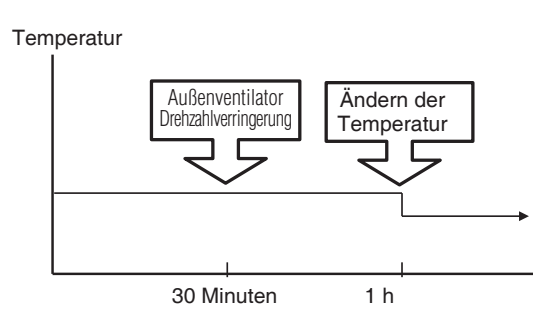 Temperatur
Außenventilator
Drehzahlverringerung
Ändern der
Temperatur
30 Minuten
1 h